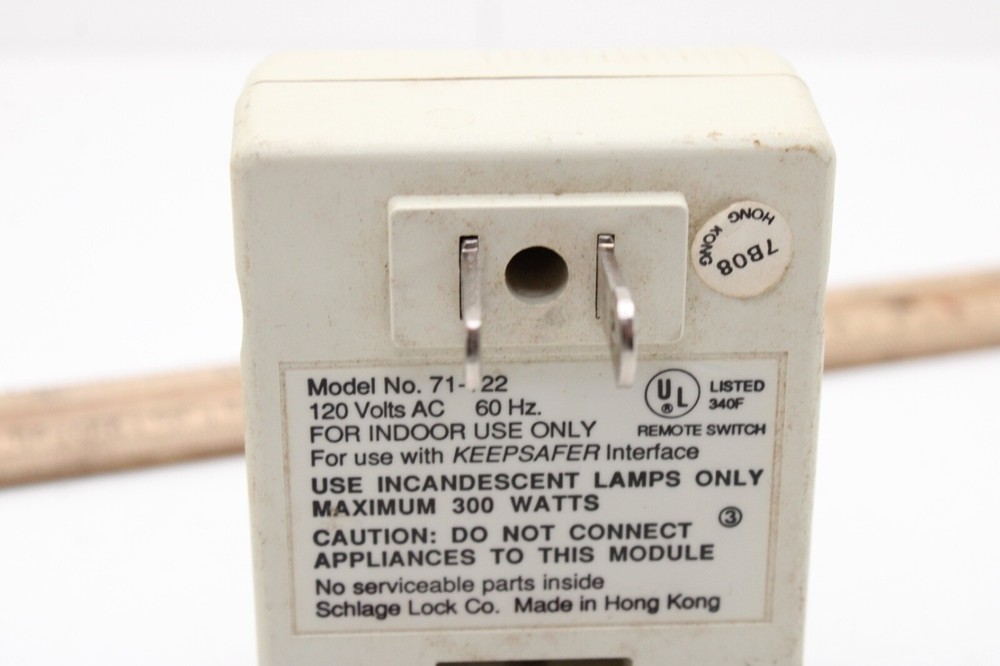 HONG KONG
7B08
Model No. 71- 22
120 Volts AC 60 Hz.
FOR INDOOR USE ONLY
For use with KEEPSAFER Interface
UL ® LISTED
340F
REMOTE SWITCH
USE INCANDESCENT LAMPS ONLY
MAXIMUM 300 WATTS
3
CAUTION: DO NOT CONNECT
APPLIANCES TO THIS MODULE
No serviceable parts inside
Schlage Lock Co. Made in Hong Kong